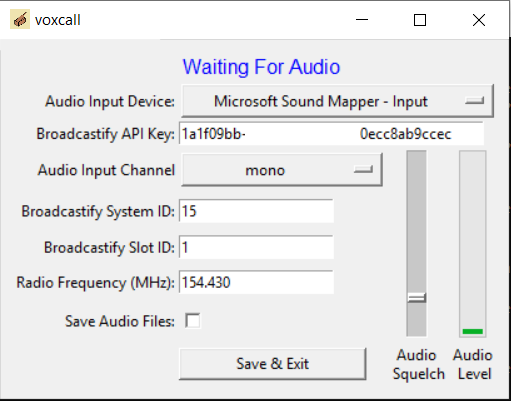 voxcall
Waiting For Audio
Audio Input Device: Microsoft Sound Mapper - Input
Broadcastify API Key: 1a1f09bb- 0ecc8ab9ccec
Audio Input Channel mono
Broadcastify System ID: 15
Broadcastify Slot ID: 1
Radio Frequency (MHz): 154.430
Save Audio Files:
Save & Exit
Audio Squelch
Audio Level